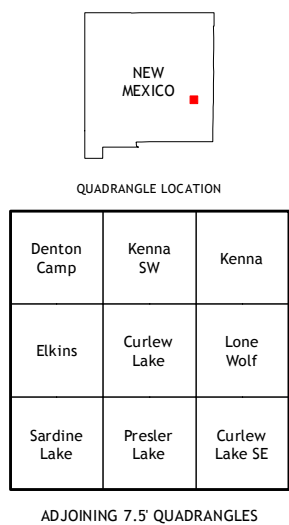 NEW
MEXICO
QUADRANGLE LOCATION
Denton
Camp
Kenna
SW
Kenna
Elkins
Curlew
Lake
Lone
Wolf
Sardine
Lake
Presler
Lake
Curlew
Lake SE
ADJOINING 7.5' QUADRANGLES